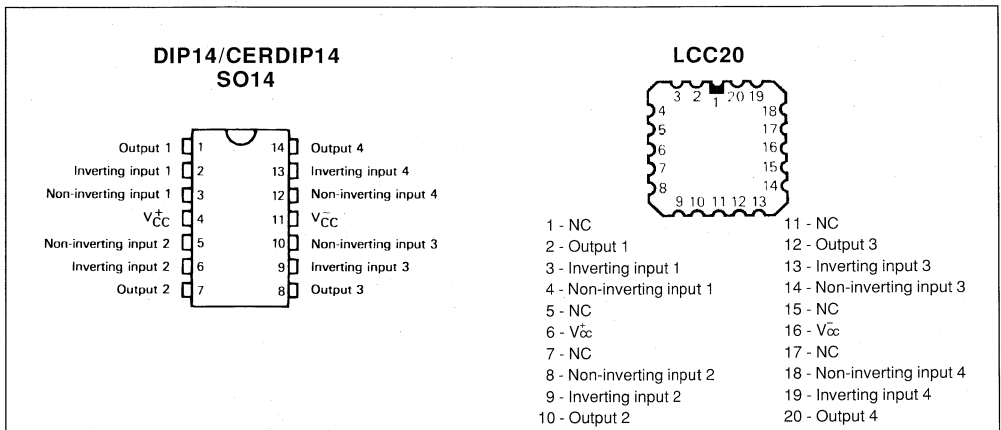 DIP14/CERDIP14
SO14
Output 1 1 14 Output 4
Inverting input 1 2 13 Inverting input 4
Non-inverting input 1 3 12 Non-inverting input 4
V+CC 4 11 V-CC
Non-inverting input 2 5 10 Non-inverting input 3
Inverting input 2 6 9 Inverting input 3
Output 2 7 8 Output 3
LCC20
3 2 1 20 19
4 18
5 17
6 16
7 15
8 14
9 10 11 12 13
1 - NC
2 - Output 1
3 - Inverting input 1
4 - Non-inverting input 1
5 - NC
6 - V+cc
7 - NC
8 - Non-inverting input 2
9 - Inverting input 2
10 - Output 2
11 - NC
12 - Output 3
13 - Inverting input 3
14 - Non-inverting input 3
15 - NC
16 - V-cc
17 - NC
18 - Non-inverting input 4
19 - Inverting input 4
20 - Output 4